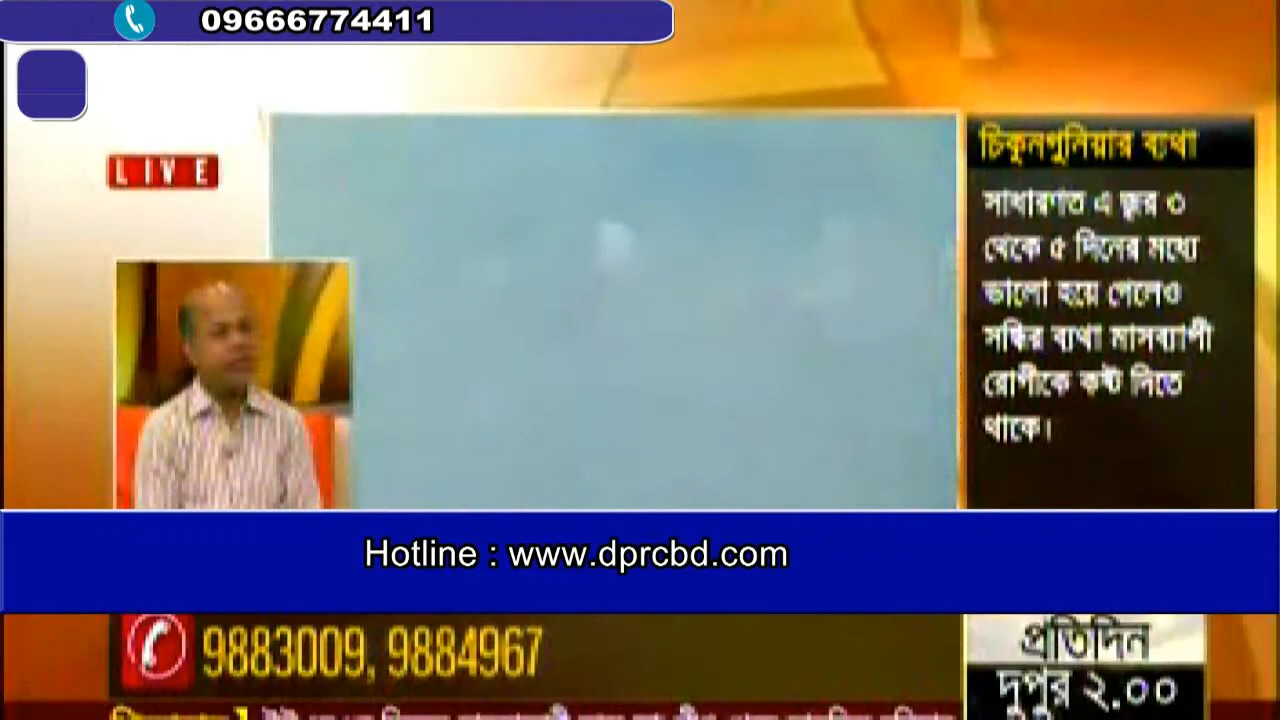 09666774411
LIVE
চিকুনগুনিয়ার ব্যথা
সাধারণত এ জ্বর ৩
থেকে ৫ দিনের মধ্যে
ভালো হয়ে গেলেও
সন্ধির ব্যথা মাসব্যাপী
রোগীকে কষ্ট দিতে
থাকে।
Hotline : www.dprcbd.com
9883009, 9884967
প্রতিদিন
দুপুর ২.০০